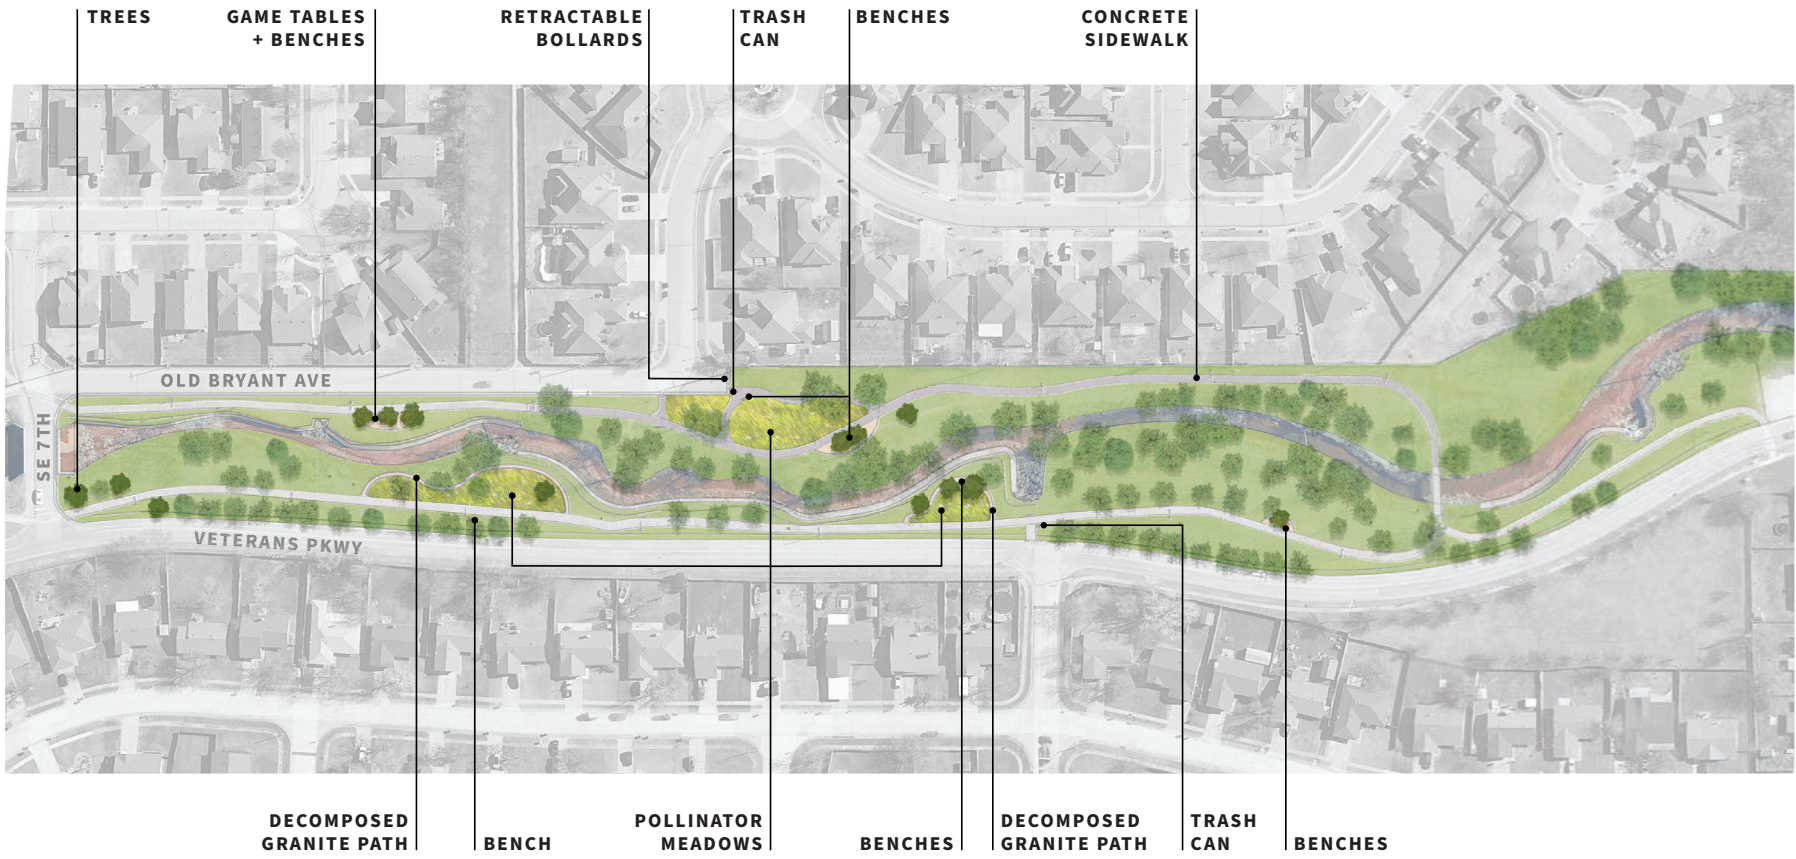 TREES
GAME TABLES
+ BENCHES
RETRACTABLE
BOLLARDS
TRASH
CAN
BENCHES
CONCRETE
SIDEWALK
OLD BRYANT AVE
SE 7TH
VETERANS PKWY
DECOMPOSED
GRANITE PATH
BENCH
POLLINATOR
MEADOWS
BENCHES
DECOMPOSED
GRANITE PATH
TRASH
CAN
BENCHES